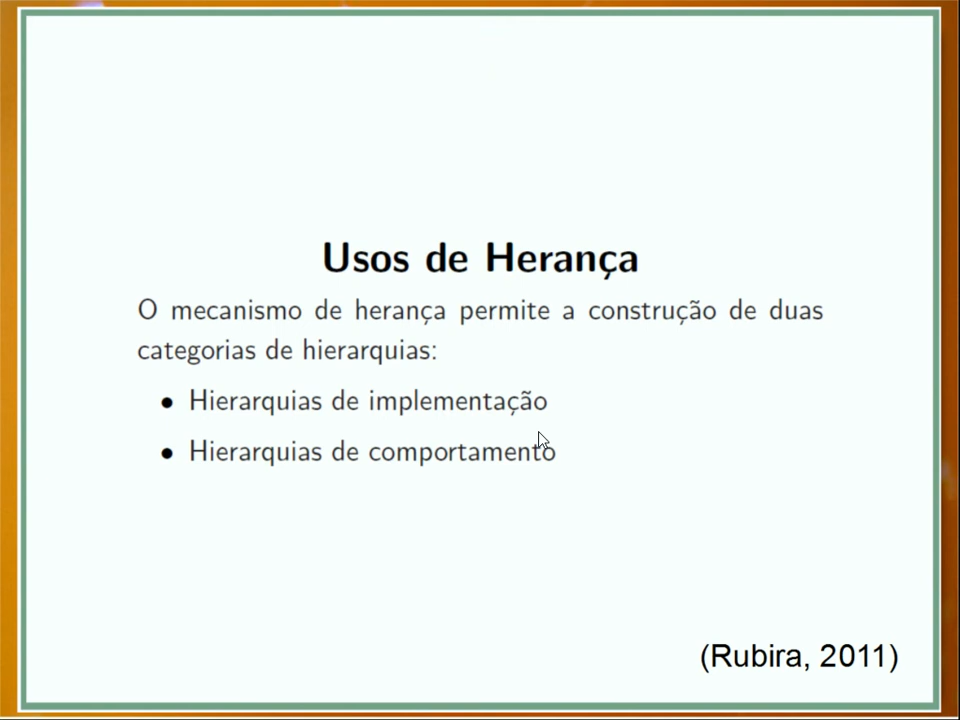 Usos de Herança
O mecanismo de herança permite a construção de duas
categorias de hierarquias:
• Hierarquias de implementação
• Hierarquias de comportamento
(Rubira, 2011)